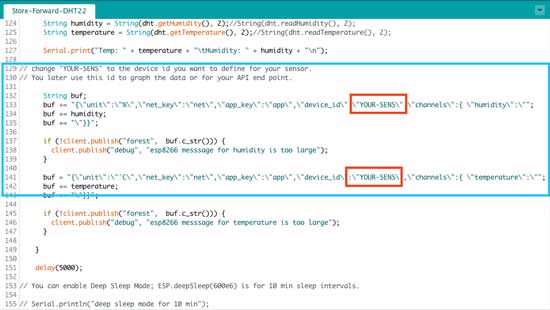 Store-Forward-DHT22
124 String humidity = String(dht.getHumidity(), 2);//String(dht.readHumidity(), 2);
125 String temperature = String(dht.getTemperature(), 2);//String(dht.readTemperature(), 2);
126
127 Serial.print("Temp: " + temperature + "\tHumidity: " + humidity + "\n");
128
129 // change "YOUR-SENS" to the device id you want to define for your sensor.
130 // You later use this id to graph the data or for your API end point.
131
132 String buf;
133 buf += "{\"unit\":\"%\",\"net_key\":\"net\",\"app_key\":\"app\",\"device_id\":\"YOUR-SENS\",\"channels\":{ \"humidity\":\"";
134 buf += humidity;
135 buf += "\"}}";
136
137 if (!client.publish("forest", buf.c_str())) {
138 client.publish("debug", "esp8266 messsage for humidity is too large");
139 }
140
141 buf = "{\"unit\":\"'C\",\"net_key\":\"net\",\"app_key\":\"app\",\"device_id\":\"YOUR-SENS\",\"channels\":{ \"temperature\":\"";
142 buf += temperature;
143 buf += "\"}}";
144
145 if (!client.publish("forest", buf.c_str())) {
146 client.publish("debug", "esp8266 messsage for temperature is too large");
147 }
148
149 }
150
151 delay(5000);
152
153 // You can enable Deep Sleep Mode; ESP.deepSleep(600e6) is for 10 min sleep intervals.
154
155 // Serial.println("deep sleep mode for 10 min");